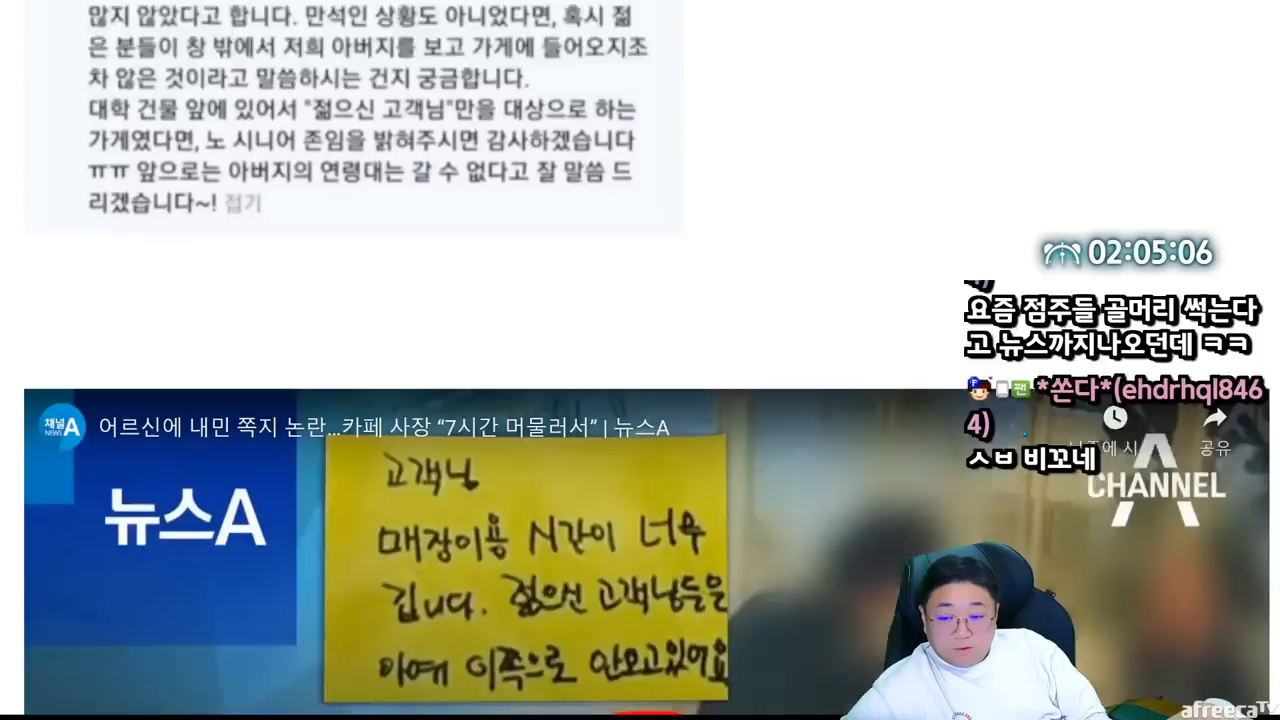 많지 않았다고 합니다. 만석인 상황도 아니었다면, 혹시 젊
은 분들이 창 밖에서 저희 아버지를 보고 가게에 들어오지조
차 않은 것이라고 말씀하시는 건지 궁금합니다.
대학 건물 앞에 있어서 "젊으신 고객님"만을 대상으로 하는
가게였다면, 노 시니어 존임을 밝혀주시면 감사하겠습니다
ㅠㅠ 앞으로는 아버지의 연령대는 갈 수 없다고 잘 말씀 드
리겠습니다~! 접기
02:05:06
요즘 점주들 골머리 썩는다
고 뉴스까지나오던데 ㅋㅋ
팬 *쏜다*(ehdrhql846
4)
ㅅㅂ 비꼬네
채널A
NEWS
어르신에 내민 쪽지 논란…카페 사장 “7시간 머물러서” | 뉴스A
공유
CHANNEL A
뉴스A
고객님
매장이용 시간이 너무
깁니다. 젊으신 고객님들은
아예 이쪽으로 안오고있어요
afreecaTV